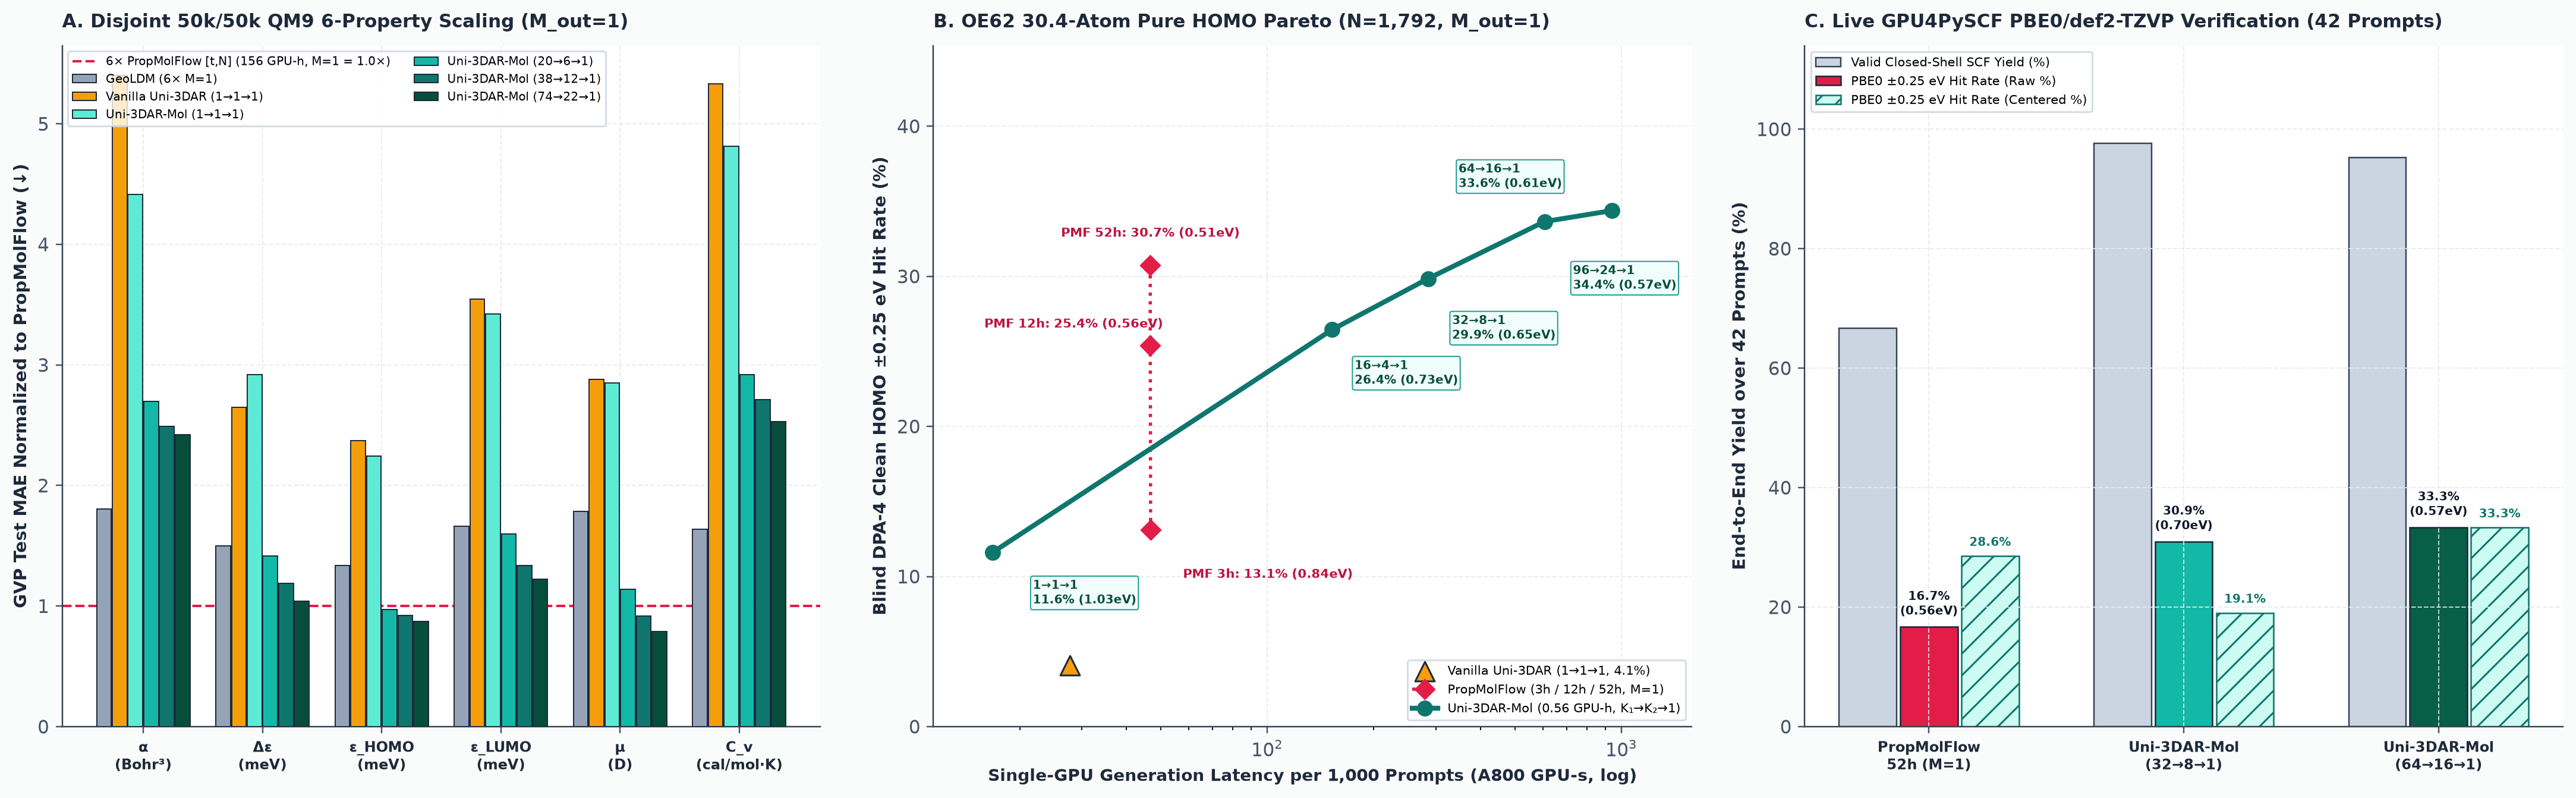 A. Disjoint 50k/50k QM9 6-Property Scaling (M_out=1)
6× PropMolFlow [t,N] (156 GPU-h, M=1 = 1.0×)
GeoLDM (6× M=1)
Vanilla Uni-3DAR (1→1→1)
Uni-3DAR-Mol (1→1→1)
Uni-3DAR-Mol (20→6→1)
Uni-3DAR-Mol (38→12→1)
Uni-3DAR-Mol (74→22→1)
GVP Test MAE Normalized to PropMolFlow (↓)
5
4
3
2
1
0
α
(Bohr³)
Δε
(meV)
ε_HOMO
(meV)
ε_LUMO
(meV)
μ
(D)
C_v
(cal/mol·K)
B. OE62 30.4-Atom Pure HOMO Pareto (N=1,792, M_out=1)
Blind DPA-4 Clean HOMO ±0.25 eV Hit Rate (%)
40
30
20
10
0
64→16→1
33.6% (0.61eV)
PMF 52h: 30.7% (0.51eV)
96→24→1
34.4% (0.57eV)
PMF 12h: 25.4% (0.56eV)
32→8→1
29.9% (0.65eV)
16→4→1
26.4% (0.73eV)
PMF 3h: 13.1% (0.84eV)
1→1→1
11.6% (1.03eV)
Vanilla Uni-3DAR (1→1→1, 4.1%)
PropMolFlow (3h / 12h / 52h, M=1)
Uni-3DAR-Mol (0.56 GPU-h, K₁→K₂→1)
10²
10³
Single-GPU Generation Latency per 1,000 Prompts (A800 GPU-s, log)
C. Live GPU4PySCF PBE0/def2-TZVP Verification (42 Prompts)
Valid Closed-Shell SCF Yield (%)
PBE0 ±0.25 eV Hit Rate (Raw %)
PBE0 ±0.25 eV Hit Rate (Centered %)
End-to-End Yield over 42 Prompts (%)
100
80
60
40
20
0
16.7%
(0.56eV)
28.6%
30.9%
(0.70eV)
19.1%
33.3%
(0.57eV)
33.3%
PropMolFlow
52h (M=1)
Uni-3DAR-Mol
(32→8→1)
Uni-3DAR-Mol
(64→16→1)